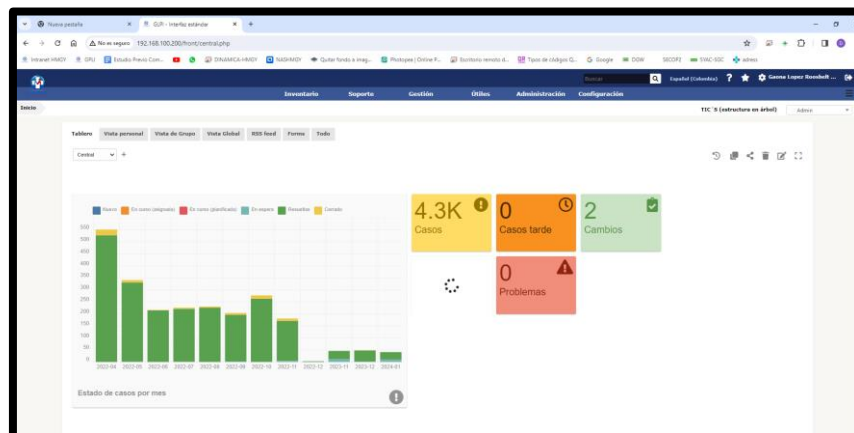 Nueva pestaña
GLPI - Interfaz estándar
No es seguro
192.168.100.200/front/central.php
Intranet HMGY
GPLI
Estudio Previo Com...
DINAMICA-HMGY
NASHMGY
Quitar fondo a imag...
Photopea | Online P...
Escritorio remoto d...
Tipos de códigos Q...
Google
DGW
SECOP2
SYAC-SGC
adress
Buscar
Español (Colombia)
?
Gaona Lopez Roosbelt ...
Inventario
Soporte
Gestión
Útiles
Administración
Configuración
Inicio
TIC´S (estructura en árbol)
Admin
Tablero
Vista personal
Vista de Grupo
Vista Global
RSS feed
Forms
Todo
Central
+
Nuevo
En curso (asignada)
En curso (planificada)
En espera
Resueltas
Cerrado
550
500
450
400
350
300
250
200
150
100
50
0
2022-04
2022-05
2022-06
2022-07
2022-08
2022-09
2022-10
2022-11
2022-12
2023-11
2023-12
2024-01
Estado de casos por mes
4.3K
Casos
0
Casos tarde
2
Cambios
0
Problemas